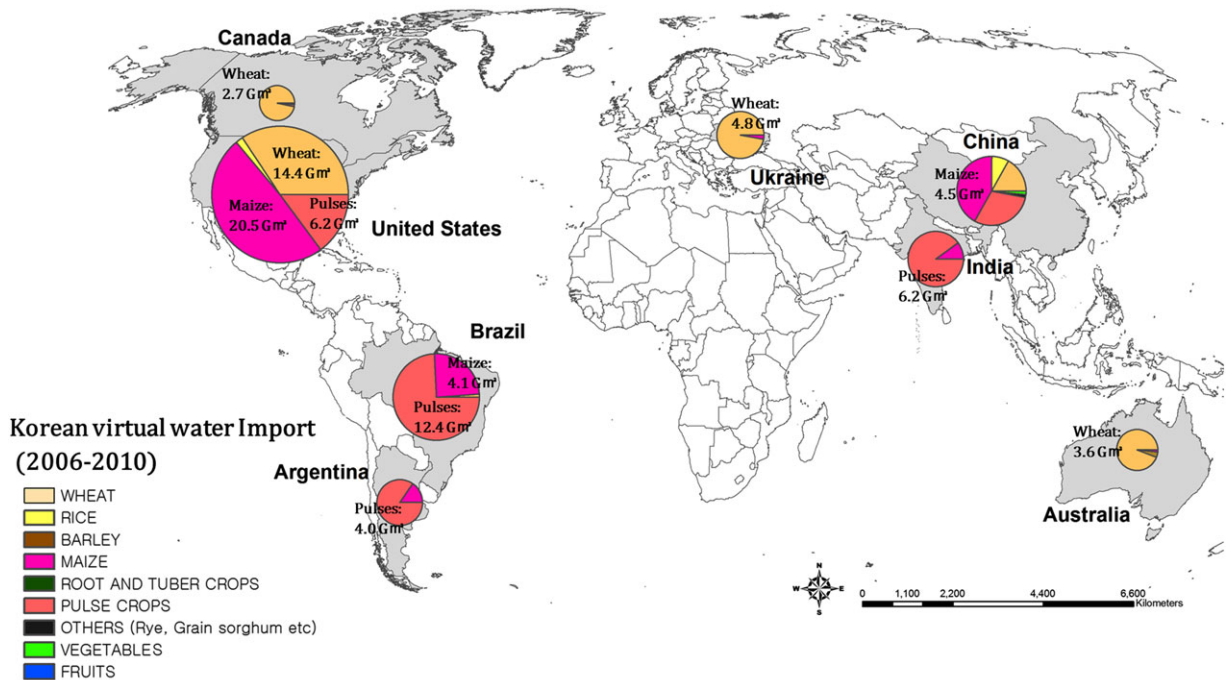 Canada
Wheat:
2.7 Gm³
Wheat:
14.4 Gm³
Maize:
20.5 Gm³
Pulses:
6.2 Gm³
United States
Wheat:
4.8 Gm³
Ukraine
China
Maize:
4.5 Gm³
India
Pulses:
6.2 Gm³
Brazil
Maize:
4.1 Gm³
Pulses:
12.4 Gm³
Argentina
Pulses:
4.0 Gm³
Wheat:
3.6 Gm³
Australia
Korean virtual water Import
(2006-2010)
WHEAT
RICE
BARLEY
MAIZE
ROOT AND TUBER CROPS
PULSE CROPS
OTHERS (Rye, Grain sorghum etc)
VEGETABLES
FRUITS
N
W E
S
0 1,100 2,200 4,400 6,600
Kilometers